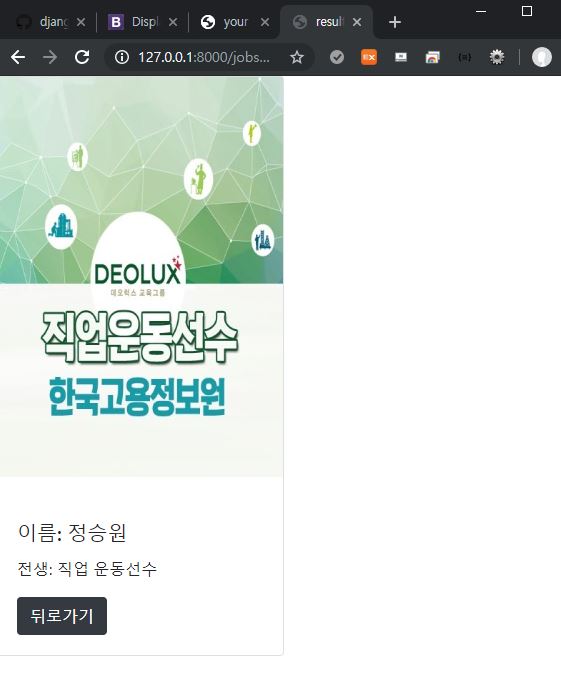 djang
Displ
your
result
127.0.0.1:8000/jobs...
DEOLUX
데오럭스 교육그룹
직업운동선수
한국고용정보원
이름: 정승원
전생: 직업 운동선수
뒤로가기